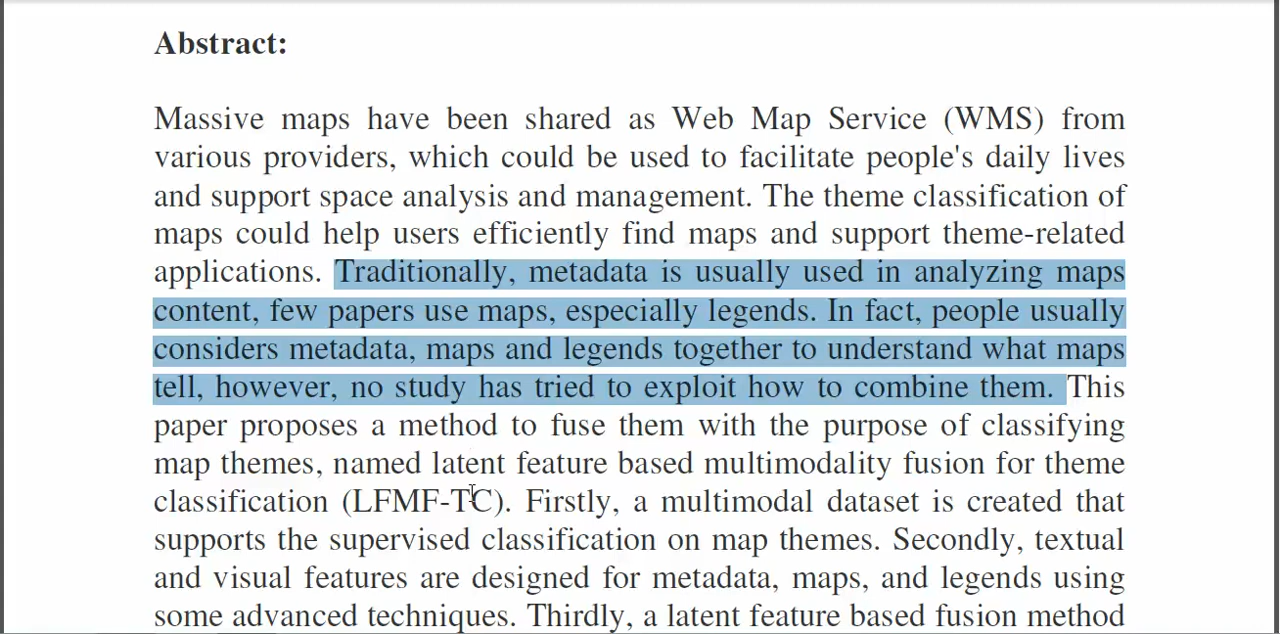 Abstract:
Massive maps have been shared as Web Map Service (WMS) from
various providers, which could be used to facilitate people's daily lives
and support space analysis and management. The theme classification of
maps could help users efficiently find maps and support theme-related
applications. Traditionally, metadata is usually used in analyzing maps
content, few papers use maps, especially legends. In fact, people usually
considers metadata, maps and legends together to understand what maps
tell, however, no study has tried to exploit how to combine them. This
paper proposes a method to fuse them with the purpose of classifying
map themes, named latent feature based multimodality fusion for theme
classification (LFMF-TC). Firstly, a multimodal dataset is created that
supports the supervised classification on map themes. Secondly, textual
and visual features are designed for metadata, maps, and legends using
some advanced techniques. Thirdly, a latent feature based fusion method